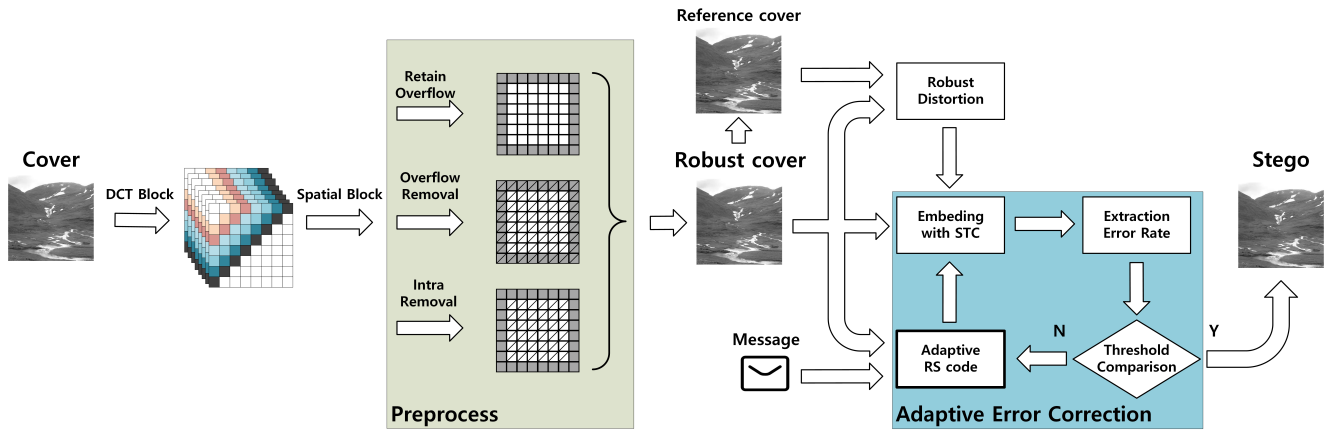 Cover
DCT Block
Spatial Block
Retain
Overflow
Overflow
Removal
Intra
Removal
Preprocess
Reference cover
Robust cover
Message
Robust
Distortion
Embeding
with STC
Extraction
Error Rate
Adaptive
RS code
N
Threshold
Comparison
Y
Adaptive Error Correction
Stego